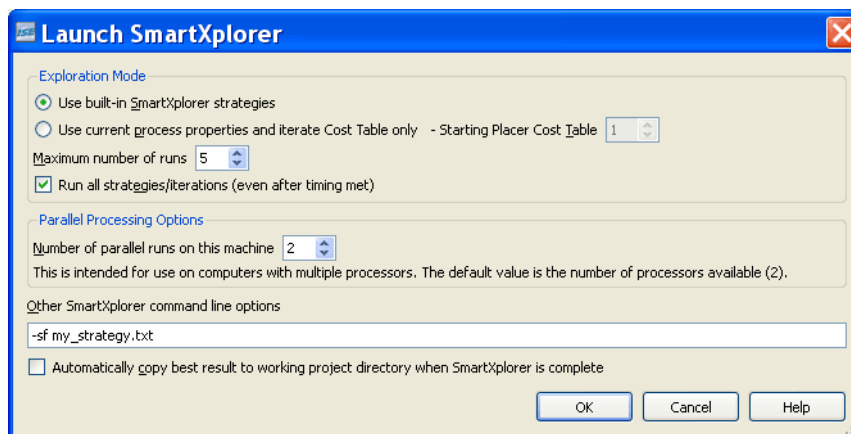 ISE Launch SmartXplorer
Exploration Mode
Use built-in SmartXplorer strategies
Use current process properties and iterate Cost Table only - Starting Placer Cost Table 1
Maximum number of runs 5
Run all strategies/iterations (even after timing met)
Parallel Processing Options
Number of parallel runs on this machine 2
This is intended for use on computers with multiple processors. The default value is the number of processors available (2).
Other SmartXplorer command line options
-sf my_strategy.txt
Automatically copy best result to working project directory when SmartXplorer is complete
OK Cancel Help